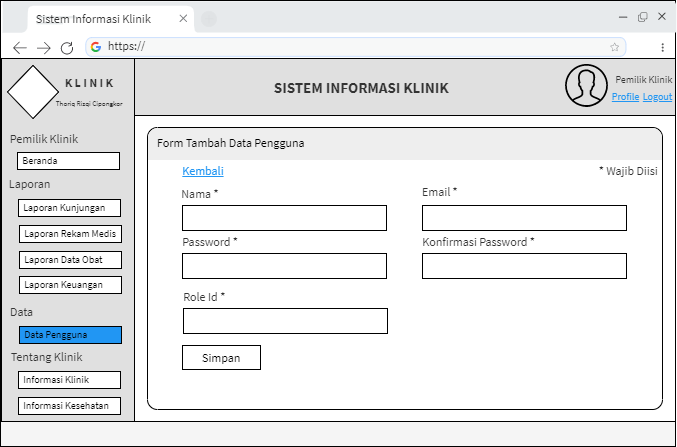 Sistem Informasi Klinik
https://
KLINIK
Thoriq Rizqi Cipangkor
SISTEM INFORMASI KLINIK
Pemilik Klinik
Profile Logout
Pemilik Klinik
Beranda
Laporan
Laporan Kunjungan
Laporan Rekam Medis
Laporan Data Obat
Laporan Keuangan
Data
Data Pengguna
Tentang Klinik
Informasi Klinik
Informasi Kesehatan
Form Tambah Data Pengguna
Kembali
* Wajib Diisi
Nama *
Email *
Password *
Konfirmasi Password *
Role Id *
Simpan